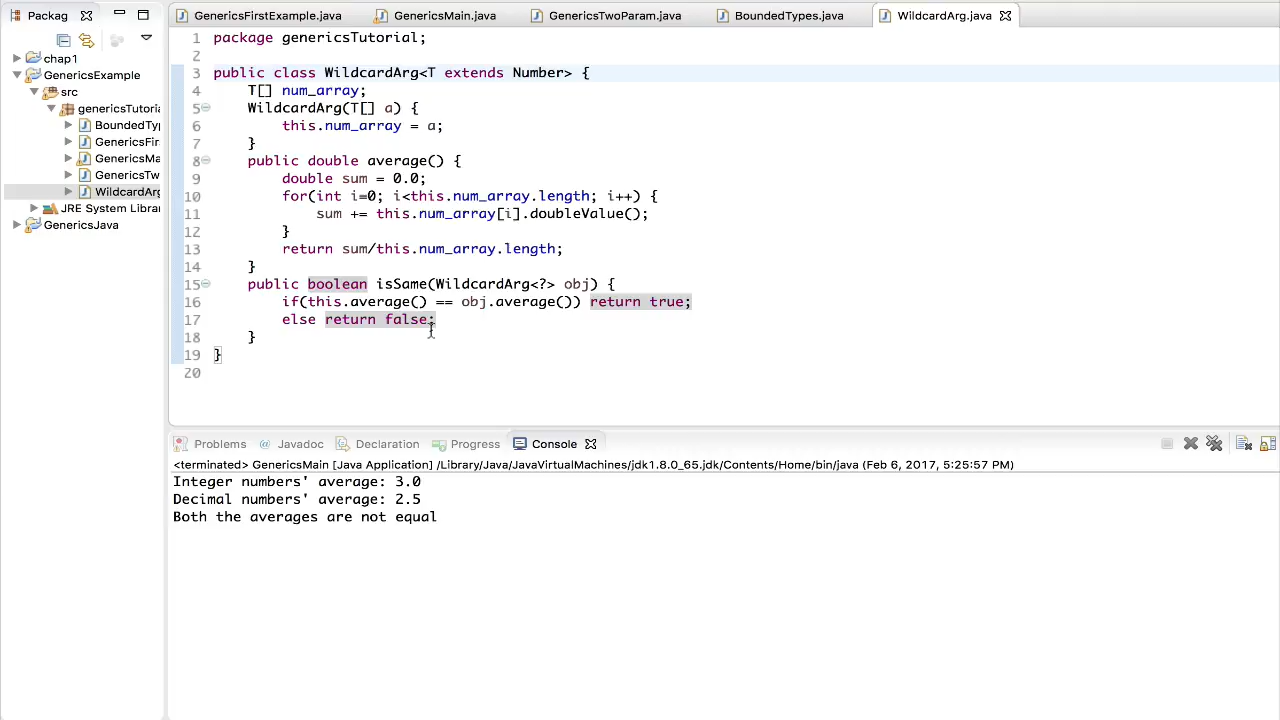 Packag
GenericsFirstExample.java
GenericsMain.java
GenericsTwoParam.java
BoundedTypes.java
WildcardArg.java
chap1
GenericsExample
src
genericsTutoria
BoundedTyp
GenericsFir
GenericsMa
GenericsTw
WildcardArg
JRE System Librar
GenericsJava
1 package genericsTutorial;
2
3 public class WildcardArg<T extends Number> {
4 T[] num_array;
5 WildcardArg(T[] a) {
6 this.num_array = a;
7 }
8 public double average() {
9 double sum = 0.0;
10 for(int i=0; i<this.num_array.length; i++) {
11 sum += this.num_array[i].doubleValue();
12 }
13 return sum/this.num_array.length;
14 }
15 public boolean isSame(WildcardArg<?> obj) {
16 if(this.average() == obj.average()) return true;
17 else return false;
18 }
19 }
20
Problems @ Javadoc Declaration Progress Console
<terminated> GenericsMain [Java Application] /Library/Java/JavaVirtualMachines/jdk1.8.0_65.jdk/Contents/Home/bin/java (Feb 6, 2017, 5:25:57 PM)
Integer numbers' average: 3.0
Decimal numbers' average: 2.5
Both the averages are not equal